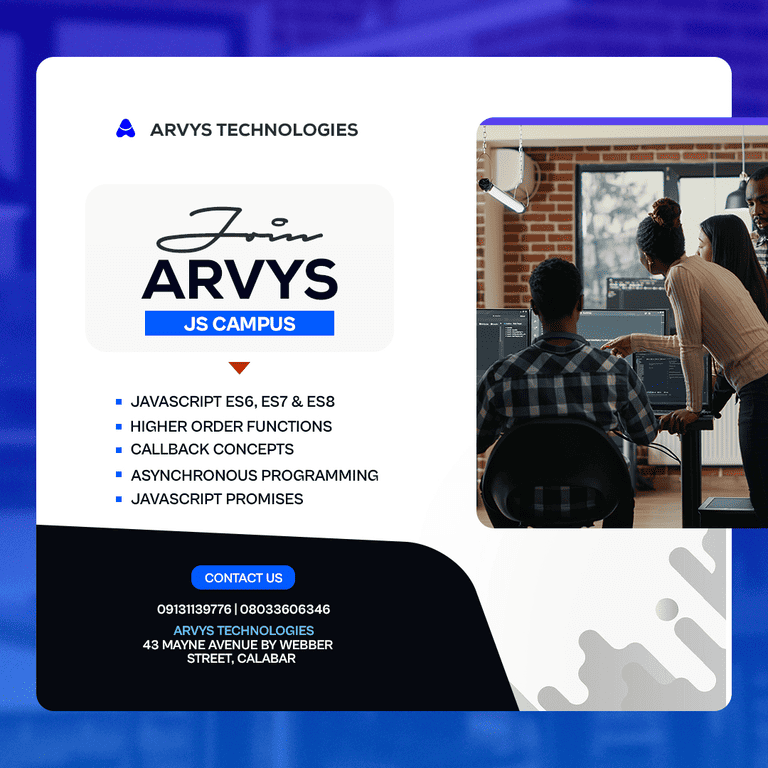 ARVYS TECHNOLOGIES
Join
ARVYS
JS CAMPUS
JAVASCRIPT ES6, ES7 & ES8
HIGHER ORDER FUNCTIONS
CALLBACK CONCEPTS
ASYNCHRONOUS PROGRAMMING
JAVASCRIPT PROMISES
CONTACT US
09131139776 | 08033606346
ARVYS TECHNOLOGIES
43 MAYNE AVENUE BY WEBBER
STREET, CALABAR